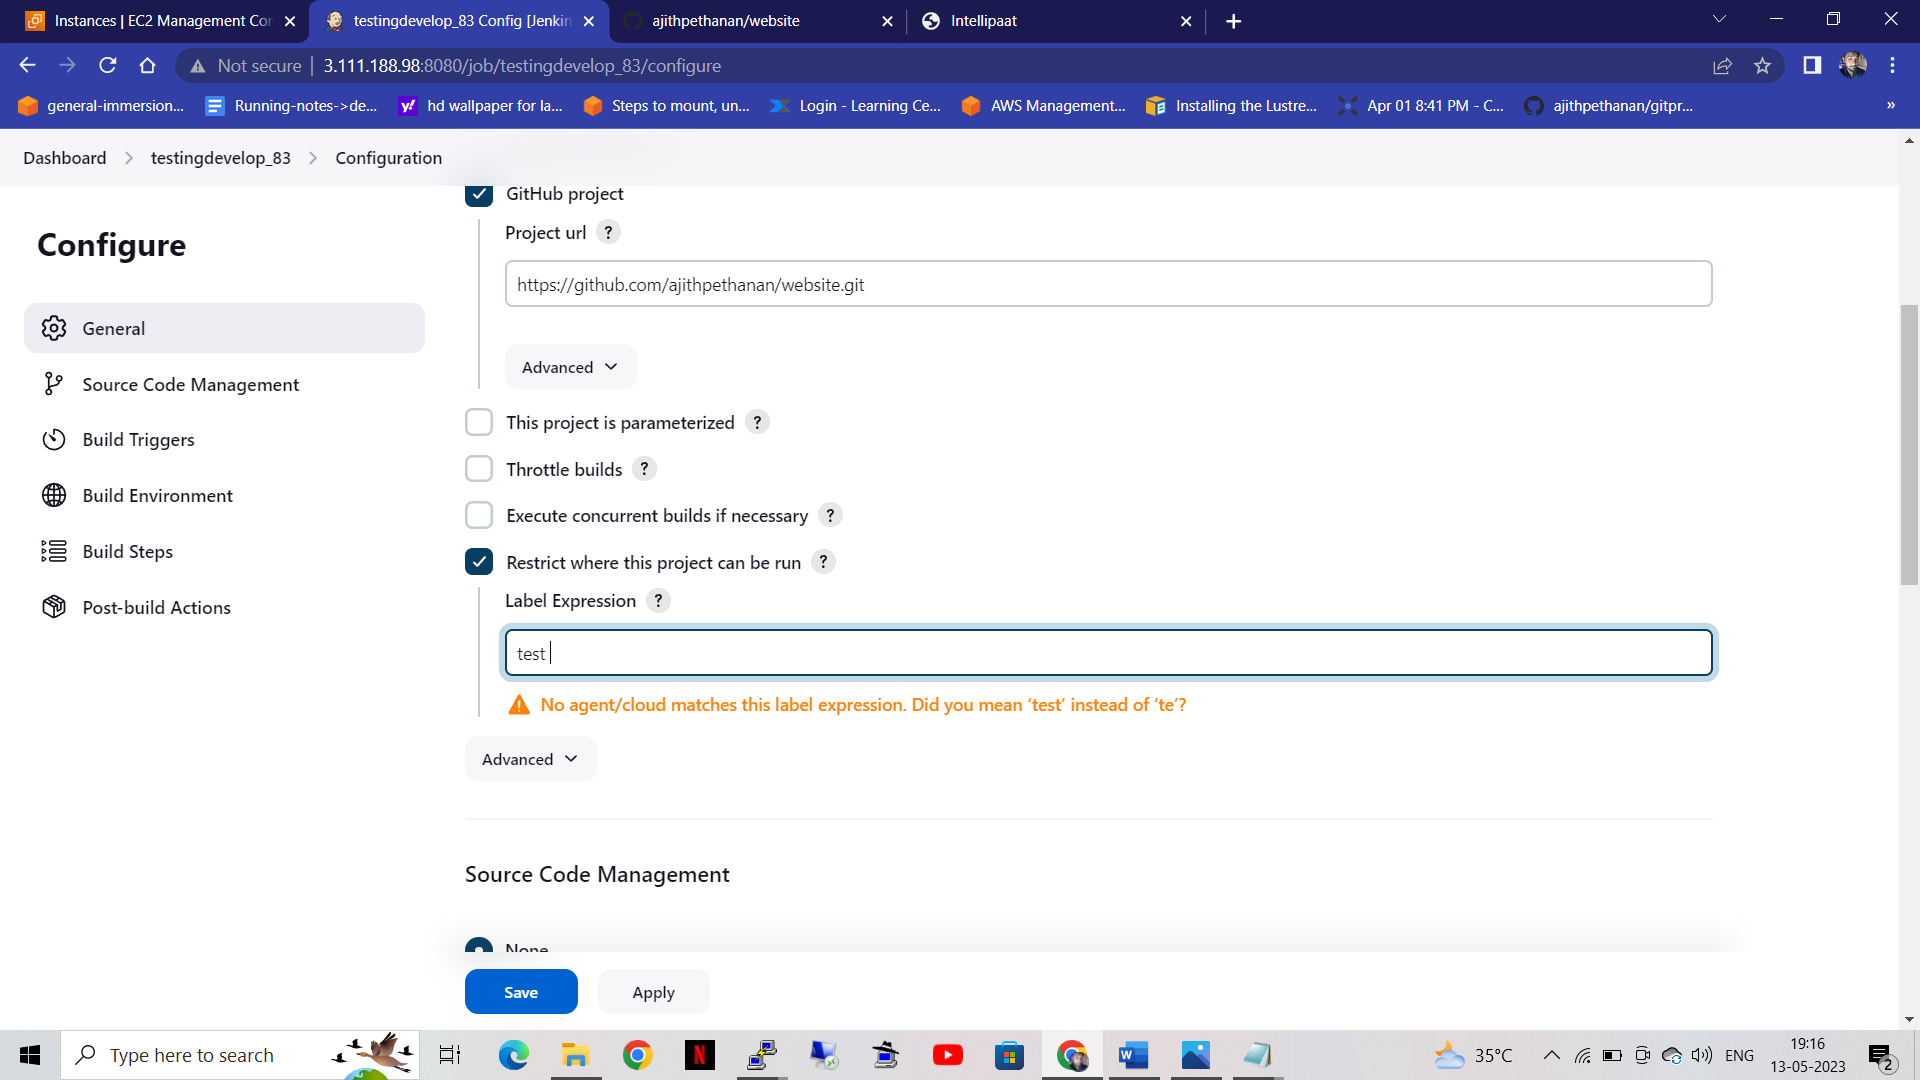 Instances | EC2 Management Con
testingdevelop_83 Config [Jenkin
ajithpethanan/website
Intellipaat
Not secure
3.111.188.98:8080/job/testingdevelop_83/configure
general-immersion...
Running-notes->de...
hd wallpaper for la...
Steps to mount, un...
Login - Learning Ce...
AWS Management...
Installing the Lustre...
Apr 01 8:41 PM - C...
ajithpethanan/gitpr...
»
Dashboard
testingdevelop_83
Configuration
Configure
General
Source Code Management
Build Triggers
Build Environment
Build Steps
Post-build Actions
GitHub project
Project url ?
https://github.com/ajithpethanan/website.git
Advanced
This project is parameterized ?
Throttle builds ?
Execute concurrent builds if necessary ?
Restrict where this project can be run ?
Label Expression ?
test
No agent/cloud matches this label expression. Did you mean ‘test’ instead of ‘te’?
Advanced
Source Code Management
None
Save
Apply
Type here to search
35°C
ENG
19:16
13-05-2023
2